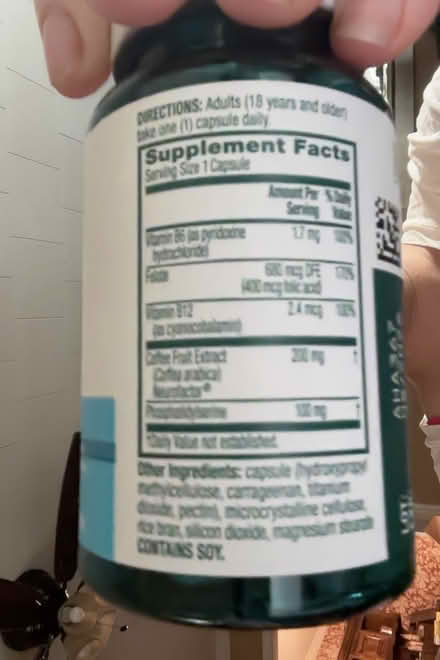 DIRECTIONS: Adults (18 years and older)
take one (1) capsule daily.
Supplement Facts
Serving Size 1 Capsule
Amount Per Serving % Daily Value
Vitamin B6 (as pyridoxine hydrochloride) 1.7 mg 100%
Folate 680 mcg DFE 170%
(400 mcg folic acid)
Vitamin B12 2.4 mcg 100%
(as cyanocobalamin)
Coffee Fruit Extract 200 mg †
(Coffea arabica)
Neurofactor®
Phosphatidylserine 100 mg †
*Daily Value not established.
Other Ingredients: capsule (hydroxypropyl
methylcellulose, carrageenan, titanium
dioxide, pectin), microcrystalline cellulose,
rice bran, silicon dioxide, magnesium stearate
CONTAINS SOY.